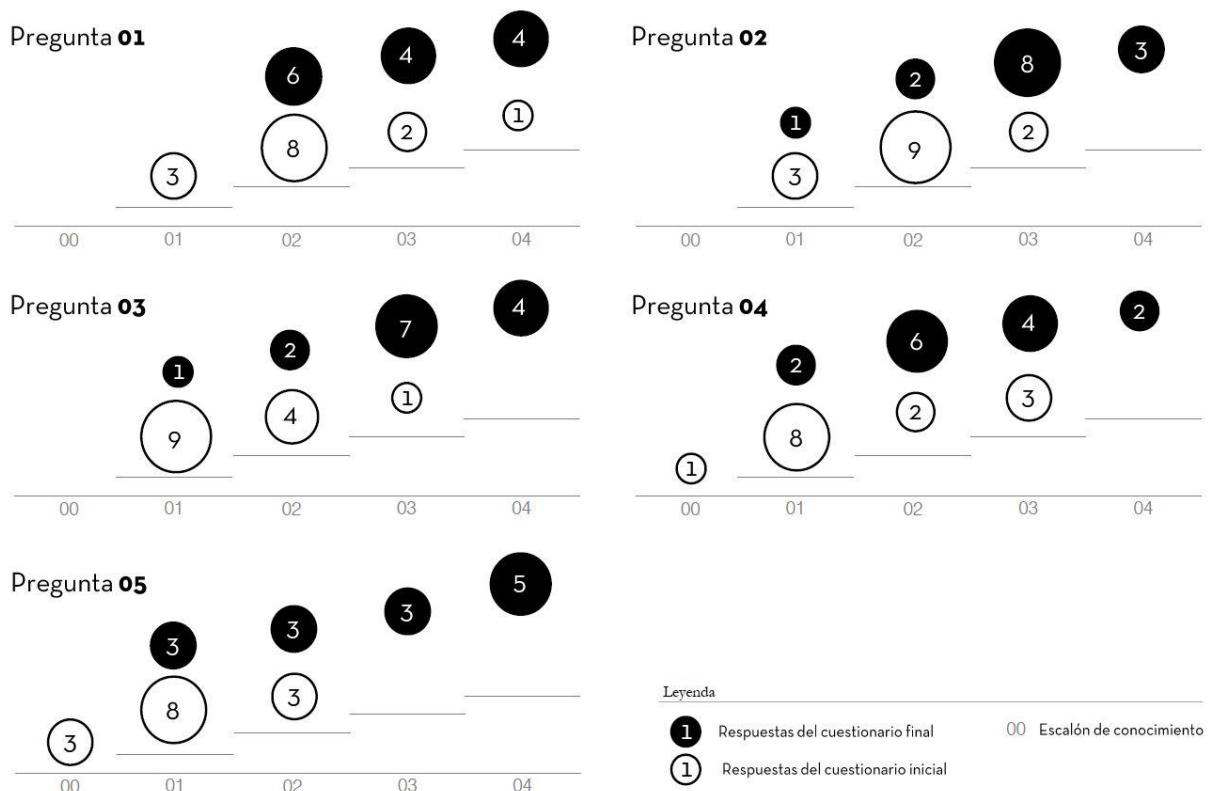 Pregunta 01
4
4
6
1
2
8
3
00 01 02 03 04
Pregunta 02
3
8
2
1
2
9
3
00 01 02 03 04
Pregunta 03
4
7
2
1
1
4
9
00 01 02 03 04
Pregunta 04
2
4
6
2
3
2
8
1
00 01 02 03 04
Pregunta 05
5
3
3
3
3
8
3
00 01 02 03 04
Leyenda
1 Respuestas del cuestionario final
00 Escalón de conocimiento
1 Respuestas del cuestionario inicial